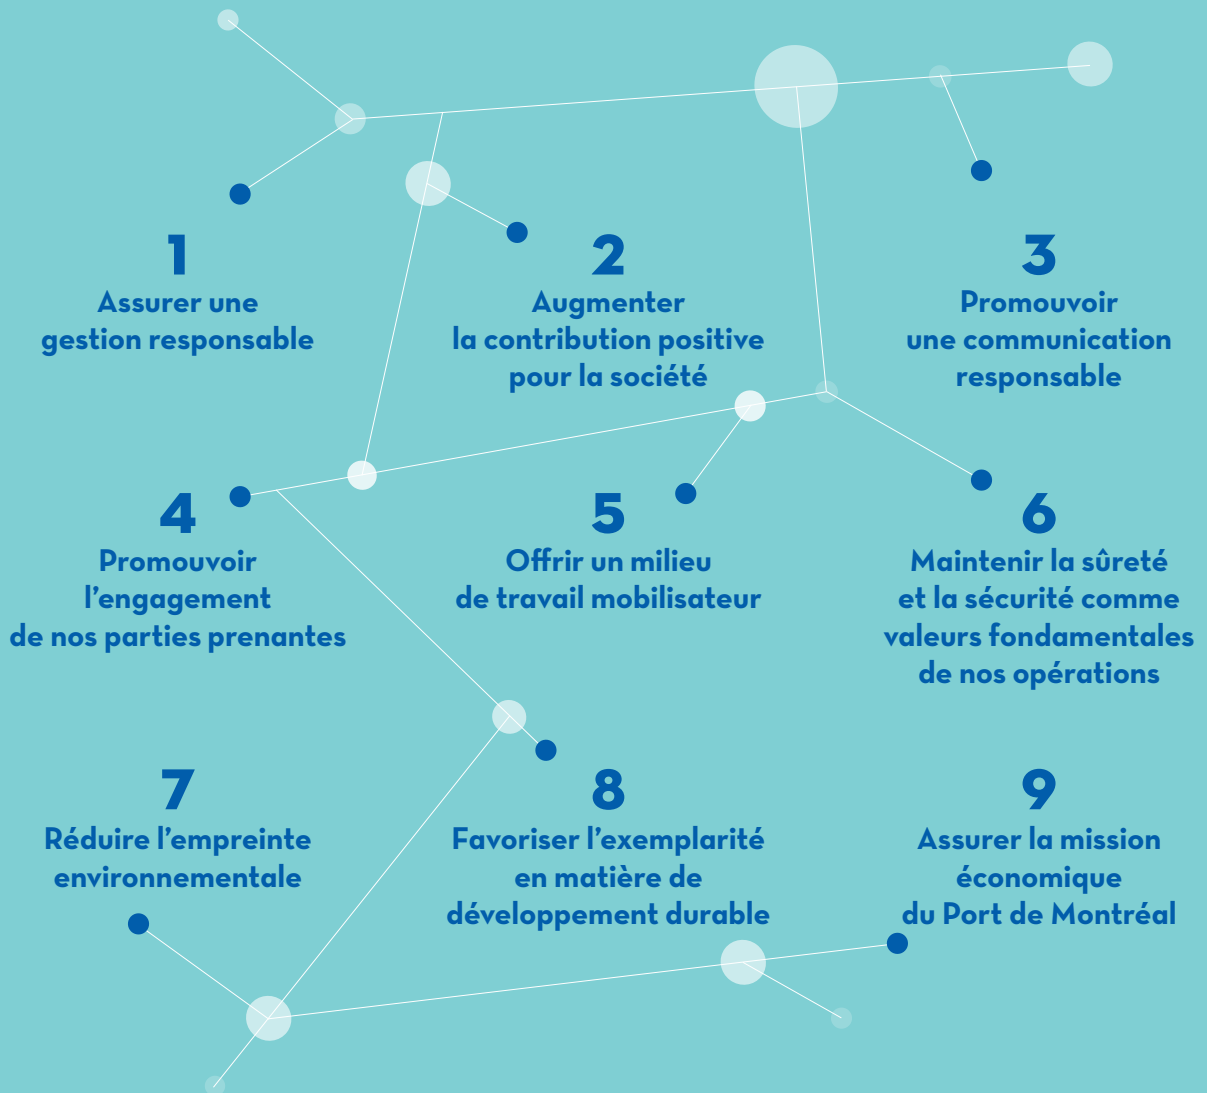 1
Assurer une
gestion responsable
2
Augmenter
la contribution positive
pour la société
3
Promouvoir
une communication
responsable
4
Promouvoir
l’engagement
de nos parties prenantes
5
Offrir un milieu
de travail mobilisateur
6
Maintenir la sûreté
et la sécurité comme
valeurs fondamentales
de nos opérations
7
Réduire l’empreinte
environnementale
8
Favoriser l’exemplarité
en matière de
développement durable
9
Assurer la mission
économique
du Port de Montréal